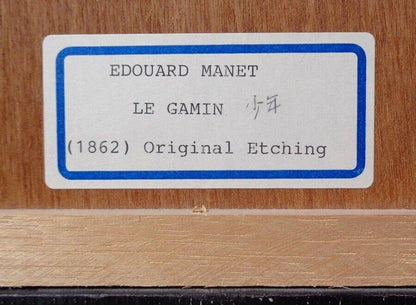 EDOUARD MANET
LE GAMIN 少年
(1862) Original Etching